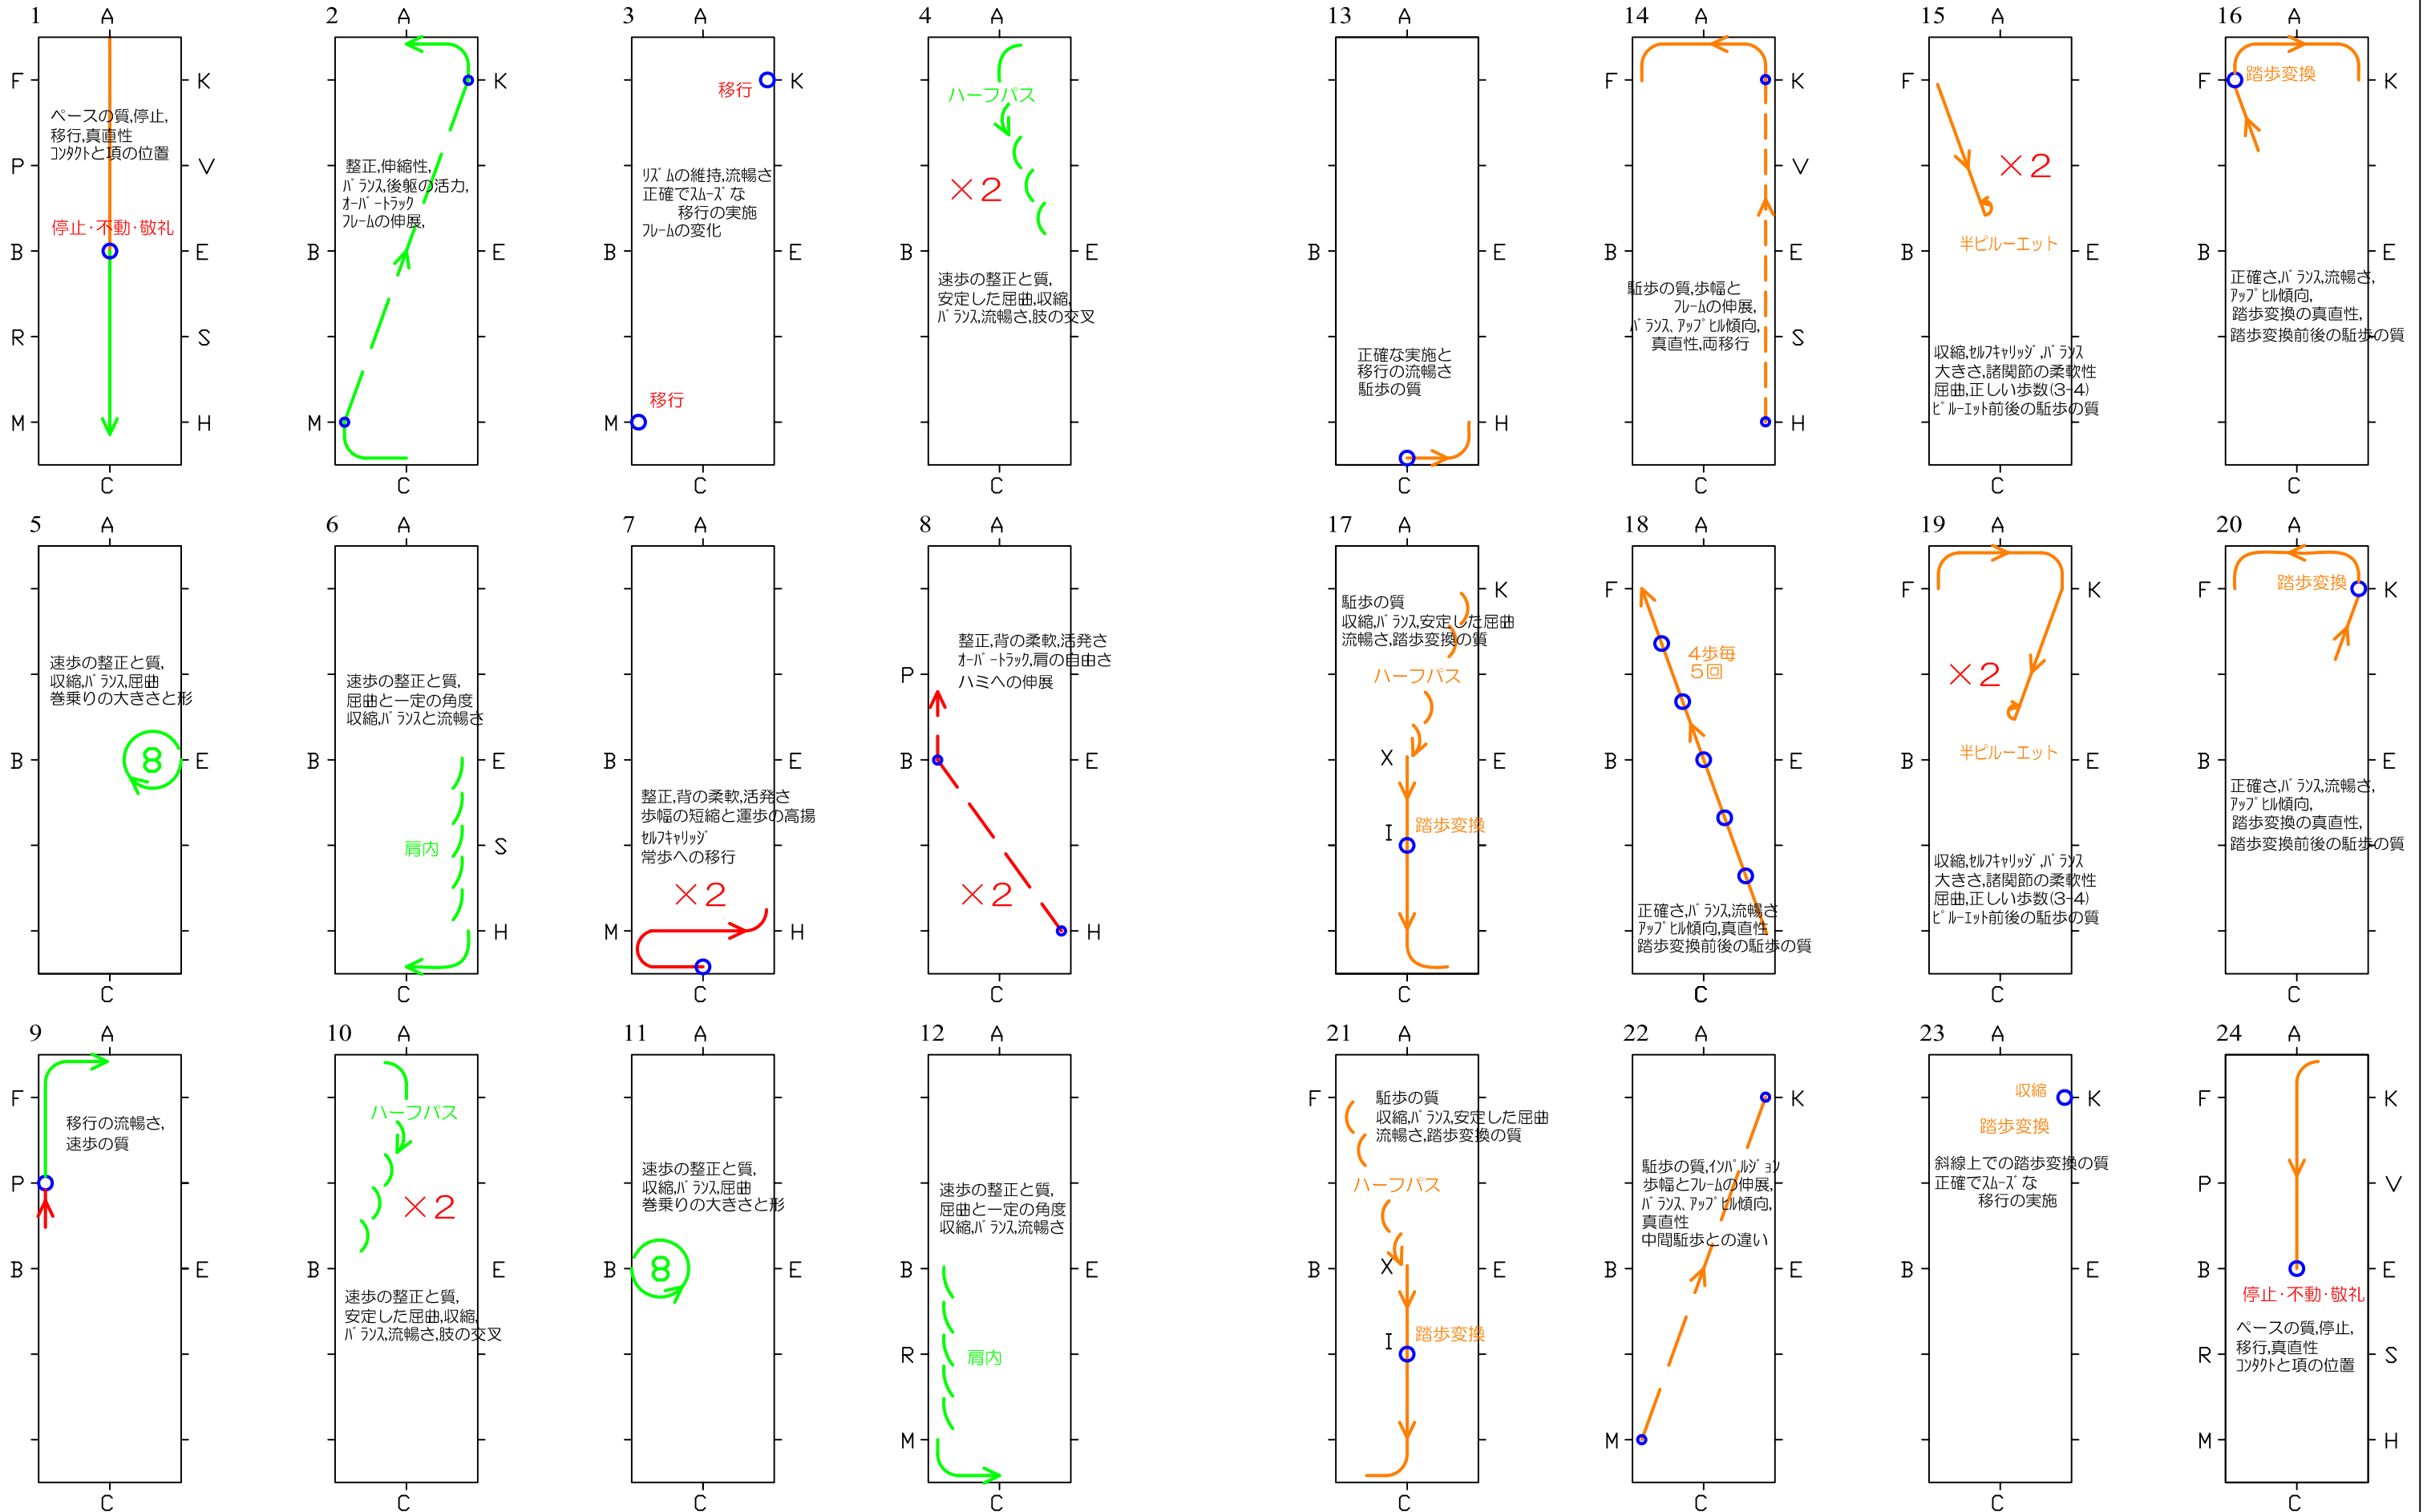 1
A
F
K
ペースの質,停止,
移行,真直性
コンタクトと項の位置
P
V
停止･不動･敬礼
B
E
R
S
M
H
C
2
A
K
整正,伸縮性,
バランス,後躯の活力,
オーバートラック
フレームの伸展,
B
E
M
C
3
A
移行
K
リズムの維持,流暢さ
正確でスムーズな
移行の実施
フレームの変化
B
E
移行
M
C
4
A
ハーフパス
×2
B
E
速歩の整正と質,
安定した屈曲,収縮,
バランス,流暢さ,肢の交叉
C
13
A
B
E
正確な実施と
移行の流暢さ
駈歩の質
H
C
14
A
F
K
V
B
E
駈歩の質,歩幅と
フレームの伸展,
バランス、アップヒル傾向,
真直性,両移行
S
H
C
15
A
F
×2
半ピルーエット
B
E
収縮,セルフキャリッジ,バランス
大きさ,諸関節の柔軟性
屈曲,正しい歩数(3-4)
ピルーエット前後の駈歩の質
C
16
A
踏歩変換
F
K
B
E
正確さ,バランス,流暢さ,
アップヒル傾向,
踏歩変換の真直性,
踏歩変換前後の駈歩の質
C
5
A
速歩の整正と質,
収縮,バランス,屈曲
巻乗りの大きさと形
B
8
E
C
6
A
速歩の整正と質,
屈曲と一定の角度
収縮,バランスと流暢さ
B
E
肩内
S
H
C
7
A
B
E
整正,背の柔軟,活発さ
歩幅の短縮と運歩の高揚
セルフキャリッジ
常歩への移行
×2
M
H
C
8
A
整正,背の柔軟,活発さ
オーバートラック,肩の自由さ
P
ハミへの伸展
B
×2
H
C
17
A
K
駈歩の質
収縮,バランス,安定した屈曲
流暢さ,踏歩変換の質
ハーフパス
X
E
踏歩変換
I
C
18
A
F
4歩毎
5回
B
E
正確さ,バランス,流暢さ
アップヒル傾向,真直性
踏歩変換前後の駈歩の質
C
19
A
F
K
×2
半ピルーエット
B
E
収縮,セルフキャリッジ,バランス
大きさ,諸関節の柔軟性
屈曲,正しい歩数(3-4)
ピルーエット前後の駈歩の質
C
20
A
踏歩変換
F
K
B
E
正確さ,バランス,流暢さ,
アップヒル傾向,
踏歩変換の真直性,
踏歩変換前後の駈歩の質
C
9
A
F
移行の流暢さ,
速歩の質
P
B
E
C
10
A
ハーフパス
×2
B
E
速歩の整正と質,
安定した屈曲,収縮,
バランス,流暢さ,肢の交叉
C
11
A
速歩の整正と質,
収縮,バランス,屈曲
巻乗りの大きさと形
B
8
E
C
12
A
速歩の整正と質,
屈曲と一定の角度
収縮,バランス,流暢さ
B
E
R
肩内
M
C
21
A
F
駈歩の質
収縮,バランス,安定した屈曲
流暢さ,踏歩変換の質
ハーフパス
B
X
E
踏歩変換
I
C
22
A
K
駈歩の質,インパルジョン
歩幅とフレームの伸展,
バランス、アップヒル傾向,
真直性
中間駈歩との違い
B
E
M
C
23
A
収縮
K
踏歩変換
斜線上での踏歩変換の質
正確でスムーズな
移行の実施
B
E
C
24
A
F
K
P
V
B
E
停止･不動･敬礼
ペースの質,停止,
移行,真直性
コンタクトと項の位置
R
S
M
H
C